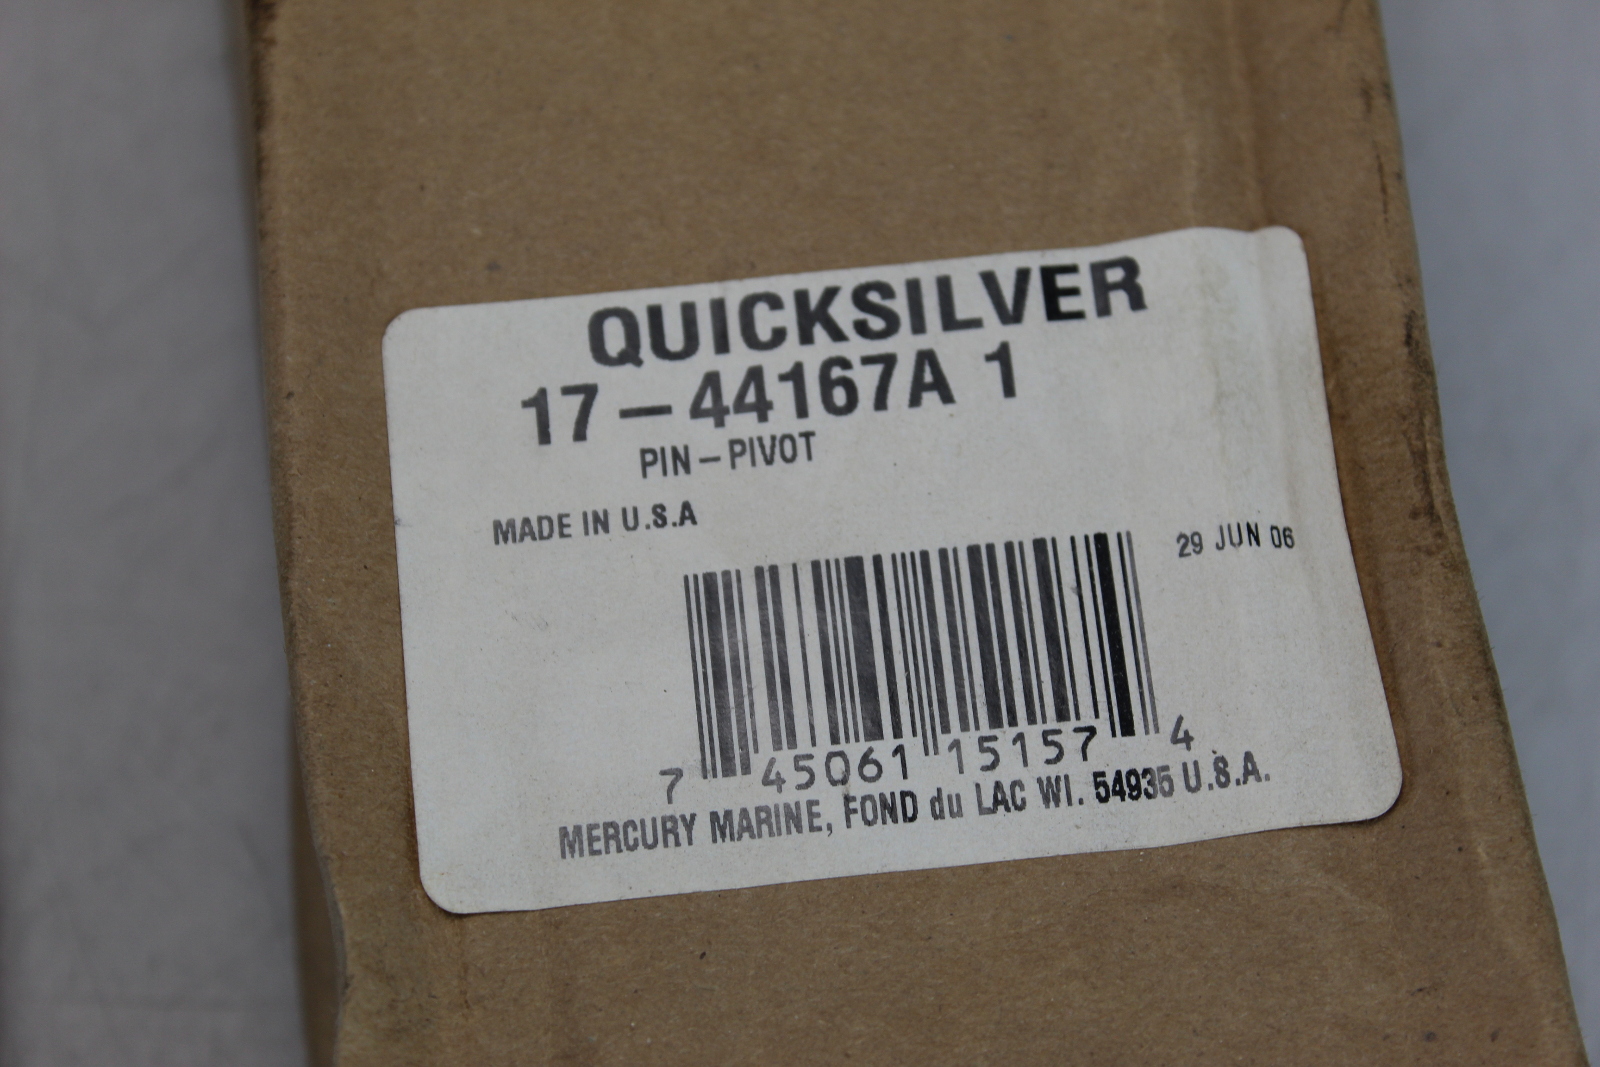 QUICKSILVER
17-44167A 1
PIN-PIVOT
MADE IN U.S.A
29 JUN 06
7 45061 15157 4
MERCURY MARINE, FOND du LAC WI. 54935 U.S.A.